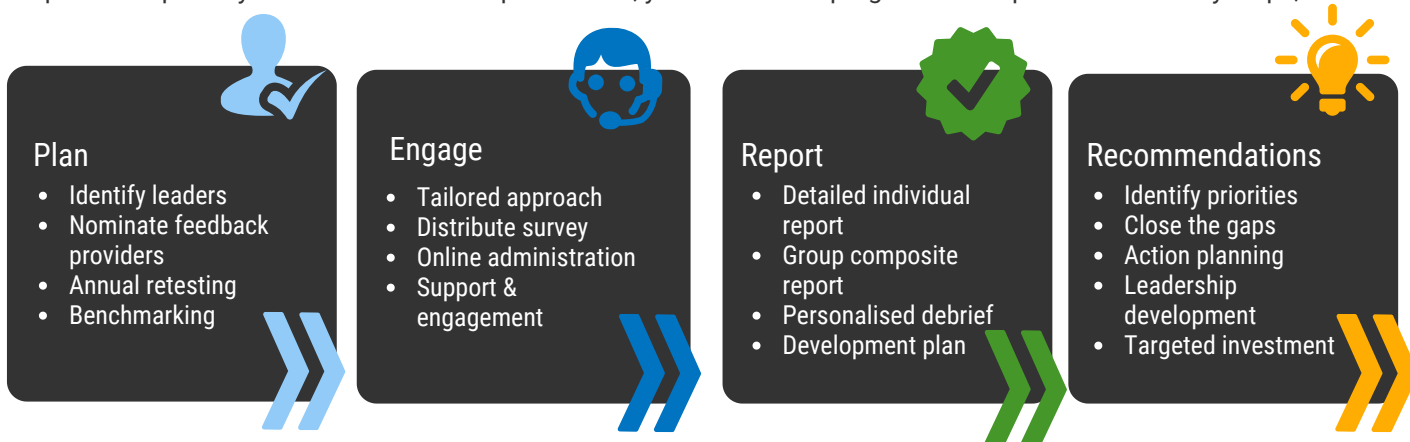 Plan
• Identify leaders
• Nominate feedback
providers
• Annual retesting
• Benchmarking
Engage
• Tailored approach
• Distribute survey
• Online administration
• Support &
engagement
Report
• Detailed individual
report
• Group composite
report
• Personalised debrief
• Development plan
Recommendations
• Identify priorities
• Close the gaps
• Action planning
• Leadership
development
• Targeted investment